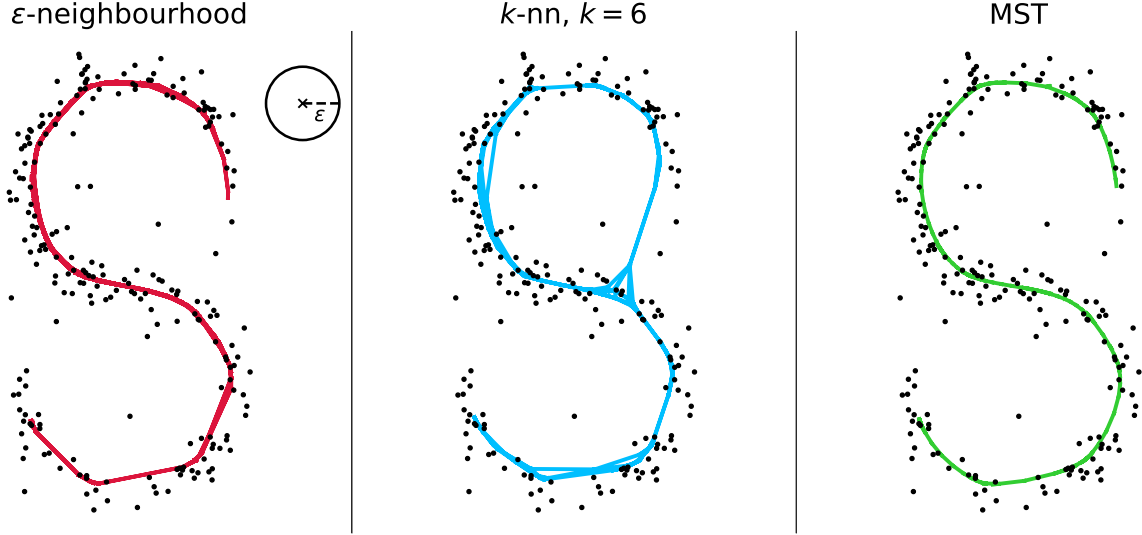 ε-neighbourhood
k-nn, k = 6
MST
ε